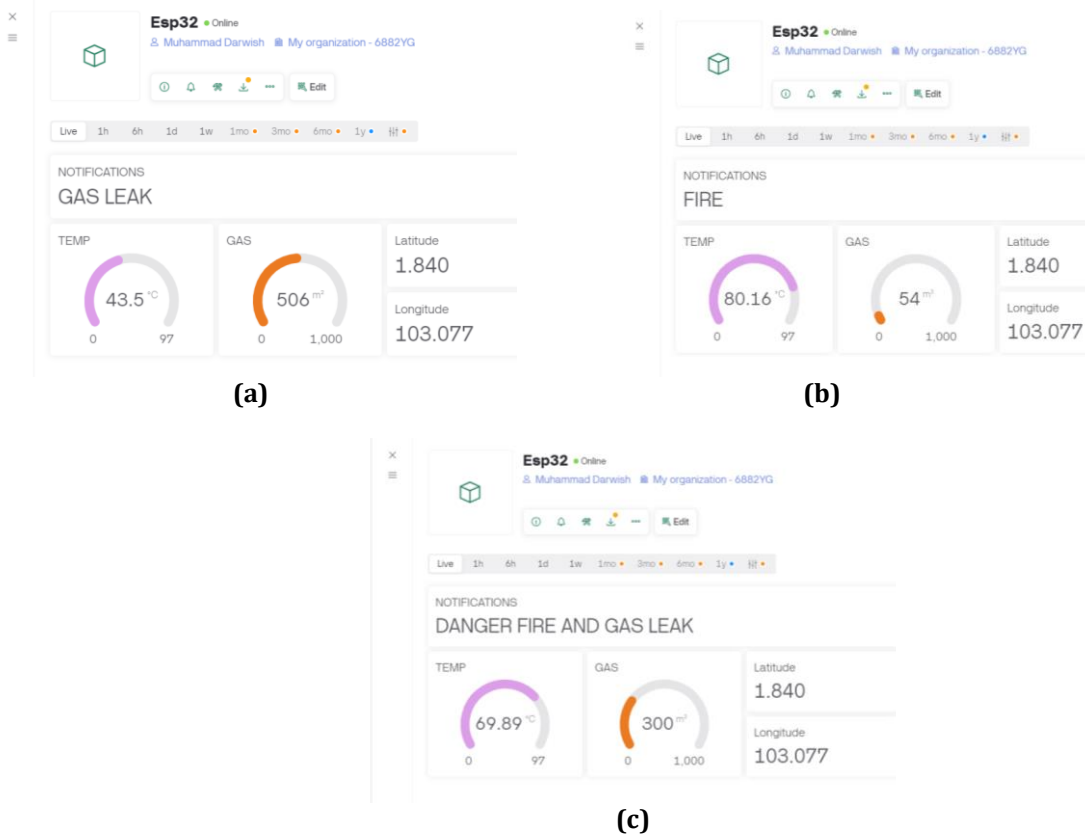 Esp32 Online
Muhammad Darwish My organization - 6882YG
Edit
Live 1h 6h 1d 1w 1mo 3mo 6mo 1y
NOTIFICATIONS
GAS LEAK
TEMP
43.5 °C
0 97
GAS
506 m³
0 1,000
Latitude
1.840
Longitude
103.077
(a)
Esp32 Online
Muhammad Darwish My organization - 6882YG
Edit
Live 1h 6h 1d 1w 1mo 3mo 6mo 1y
NOTIFICATIONS
FIRE
TEMP
80.16 °C
0 97
GAS
54 m³
0 1,000
Latitude
1.840
Longitude
103.077
(b)
Esp32 Online
Muhammad Darwish My organization - 6882YG
Edit
Live 1h 6h 1d 1w 1mo 3mo 6mo 1y
NOTIFICATIONS
DANGER FIRE AND GAS LEAK
TEMP
69.89 °C
0 97
GAS
300 m³
0 1,000
Latitude
1.840
Longitude
103.077
(c)